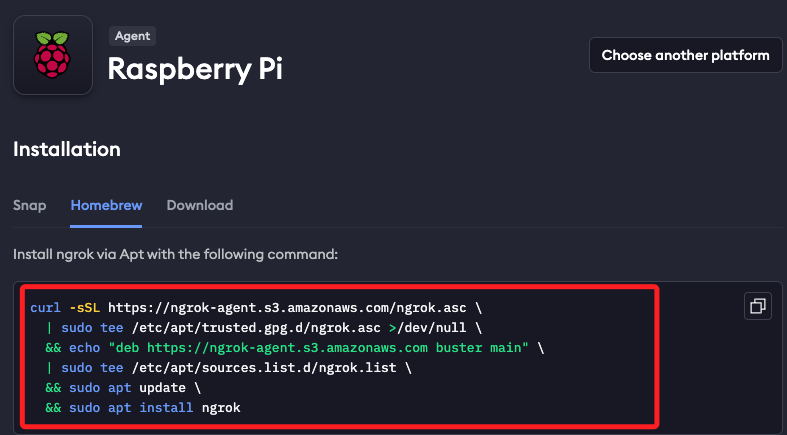 Agent
Raspberry Pi
Choose another platform
Installation
Snap Homebrew Download
Install ngrok via Apt with the following command:
curl -sSL https://ngrok-agent.s3.amazonaws.com/ngrok.asc \
| sudo tee /etc/apt/trusted.gpg.d/ngrok.asc >/dev/null \
&& echo "deb https://ngrok-agent.s3.amazonaws.com buster main" \
| sudo tee /etc/apt/sources.list.d/ngrok.list \
&& sudo apt update \
&& sudo apt install ngrok